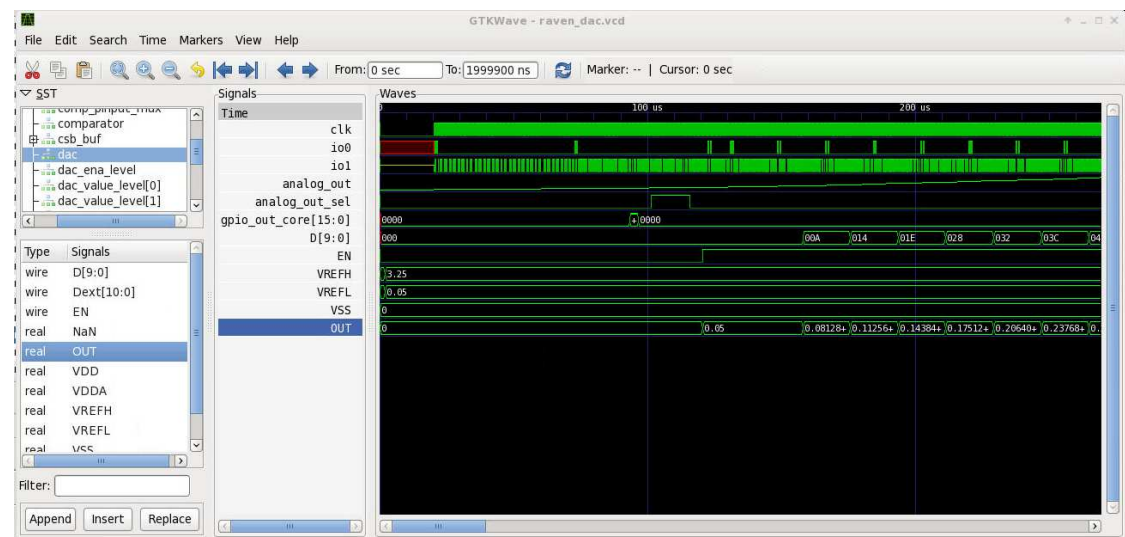 GTKWave - raven_dac.vcd
File Edit Search Time Markers View Help
From: 0 sec To: 1999900 ns Marker: -- | Cursor: 0 sec
SST
comp_pinput_mux
comparator
csb_buf
dac
dac_ena_level
dac_value_level[0]
dac_value_level[1]
Type Signals
wire D[9:0]
wire Dext[10:0]
wire EN
real NaN
real OUT
real VDD
real VDDA
real VREFH
real VREFL
real VSS
Filter:
Append Insert Replace
Signals
Time
clk
io0
io1
analog_out
analog_out_sel
gpio_out_core[15:0]
D[9:0]
EN
VREFH
VREFL
VSS
OUT
Waves
0 100 us 200 us
0000 + 0000
000 00A 014 01E 028 032 03C 04
3.25
0.05
0
0 0.05 0.08128+ 0.11256+ 0.14384+ 0.17512+ 0.20640+ 0.23768+ 0.